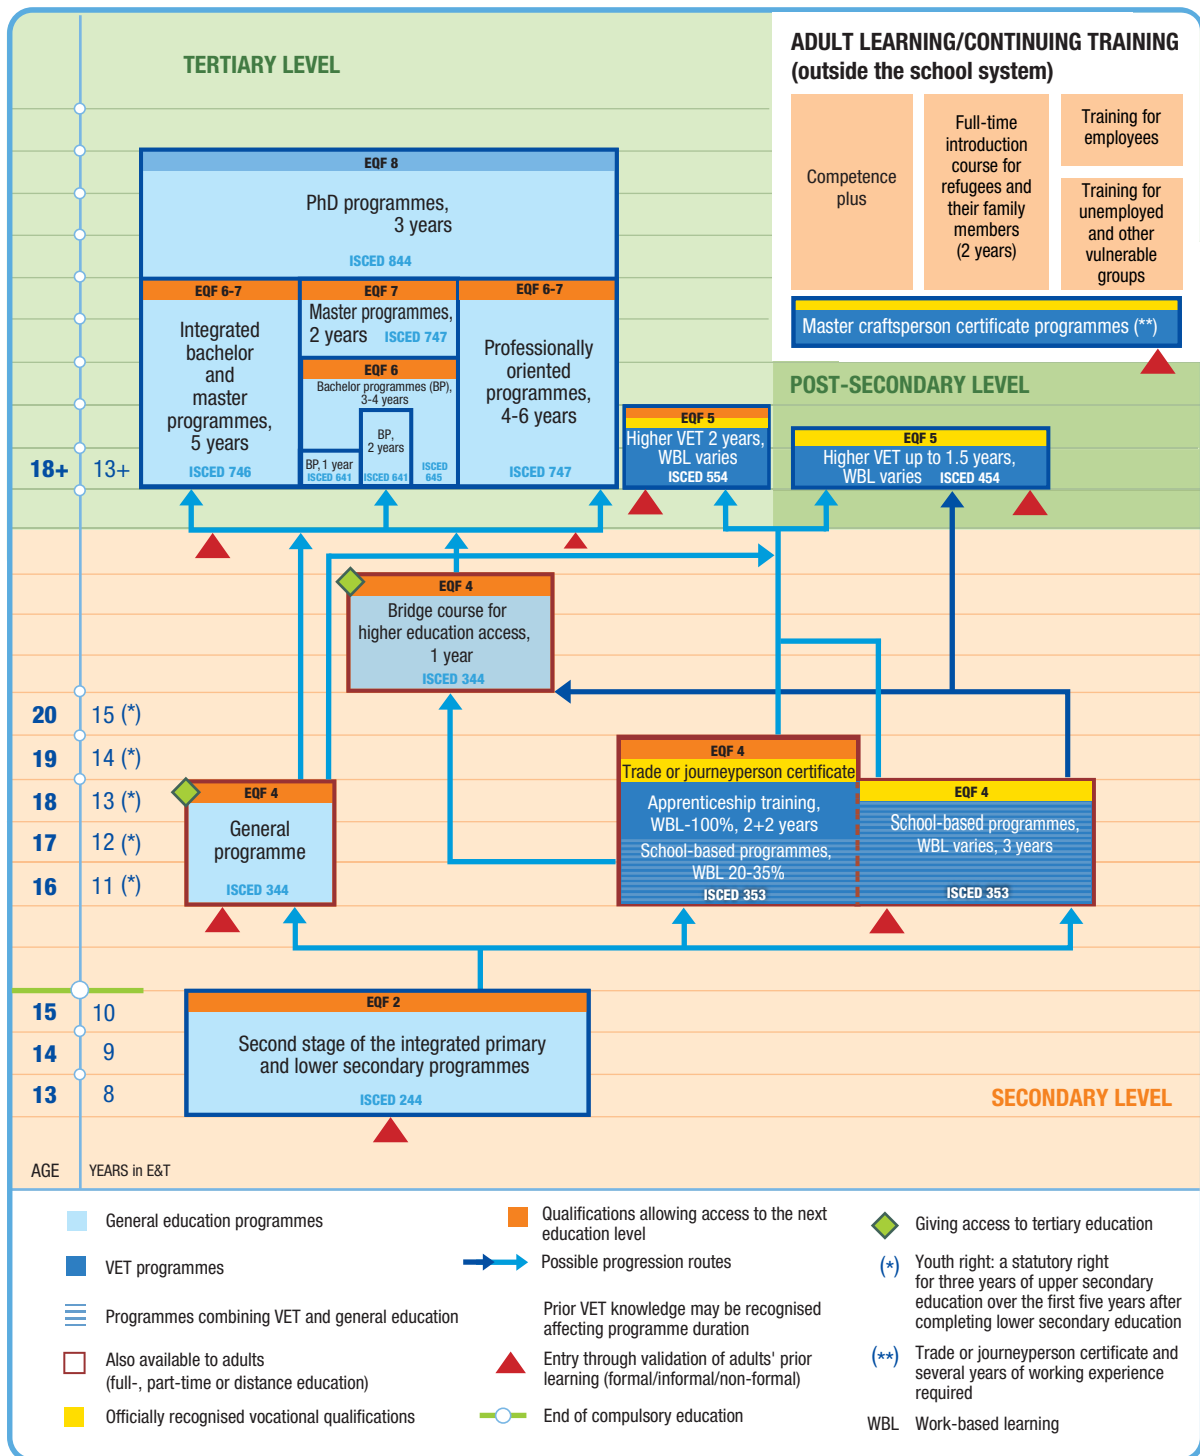 TERTIARY LEVEL
ADULT LEARNING/CONTINUING TRAINING
(outside the school system)
Competence
plus
Full-time
introduction
course for
refugees and
their family
members
(2 years)
Training for
employees
Training for
unemployed
and other
vulnerable
groups
Master craftsperson certificate programmes (**)
EQF 8
PhD programmes,
3 years
ISCED 844
EQF 6-7
Integrated
bachelor
and
master
programmes,
5 years
ISCED 746
EQF 7
Master programmes,
2 years ISCED 747
EQF 6
Bachelor programmes (BP),
3-4 years
BP, 1 year
ISCED 641
BP,
2 years
ISCED 641
ISCED
645
EQF 6-7
Professionally
oriented
programmes,
4-6 years
ISCED 747
POST-SECONDARY LEVEL
EQF 5
Higher VET 2 years,
WBL varies
ISCED 554
EQF 5
Higher VET up to 1.5 years,
WBL varies ISCED 454
18+ 13+
EQF 4
Bridge course for
higher education access,
1 year
ISCED 344
20 15 (*)
19 14 (*)
18 13 (*)
17 12 (*)
16 11 (*)
EQF 4
General
programme
ISCED 344
EQF 4
Trade or journeyperson certificate
Apprenticeship training,
WBL-100%, 2+2 years
School-based programmes,
WBL 20-35%
ISCED 353
EQF 4
School-based programmes,
WBL varies, 3 years
ISCED 353
15 10
14 9
13 8
EQF 2
Second stage of the integrated primary
and lower secondary programmes
ISCED 244
SECONDARY LEVEL
AGE YEARS in E&T
General education programmes
VET programmes
Programmes combining VET and general education
Also available to adults
(full-, part-time or distance education)
Officially recognised vocational qualifications
Qualifications allowing access to the next
education level
Possible progression routes
Prior VET knowledge may be recognised
affecting programme duration
Entry through validation of adults' prior
learning (formal/informal/non-formal)
End of compulsory education
Giving access to tertiary education
(*) Youth right: a statutory right
for three years of upper secondary
education over the first five years after
completing lower secondary education
(**) Trade or journeyperson certificate and
several years of working experience
required
WBL Work-based learning